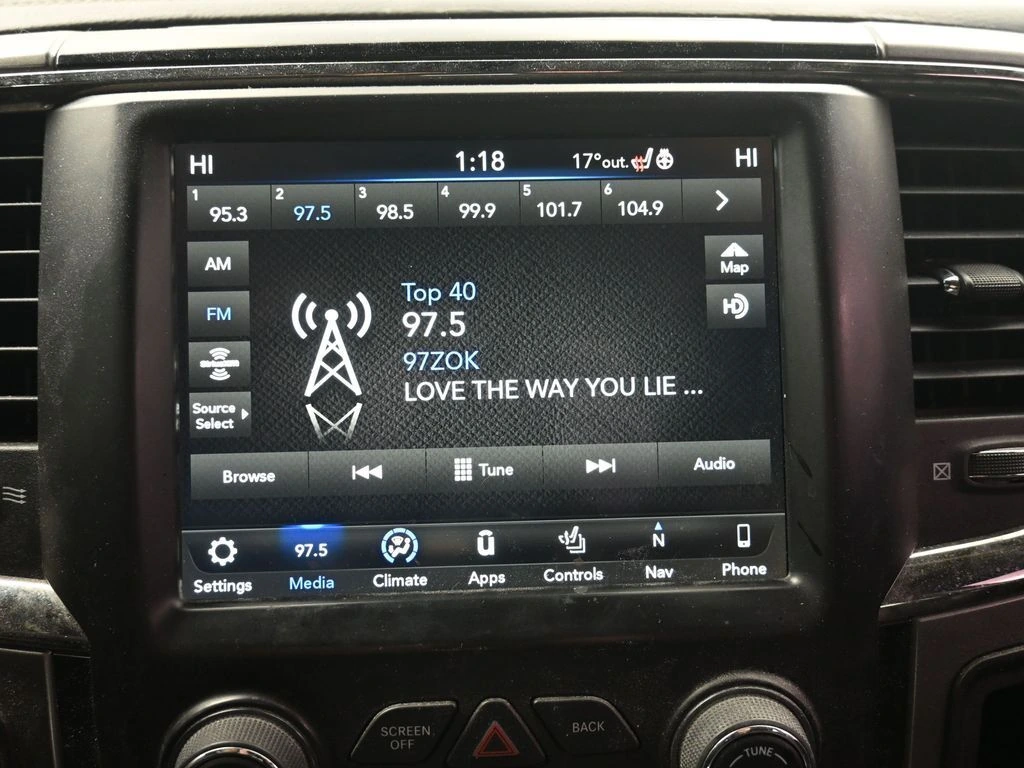 HI 1:18 17°out. HI
1 95.3 2 97.5 3 98.5 4 99.9 5 101.7 6 104.9
AM
Map
FM
HD
Source
Select
Top 40
97.5
97ZOK
LOVE THE WAY YOU LIE ...
Browse Tune Audio
97.5 N
Settings Media Climate Apps Controls Nav Phone
SCREEN
OFF
BACK
TUNE